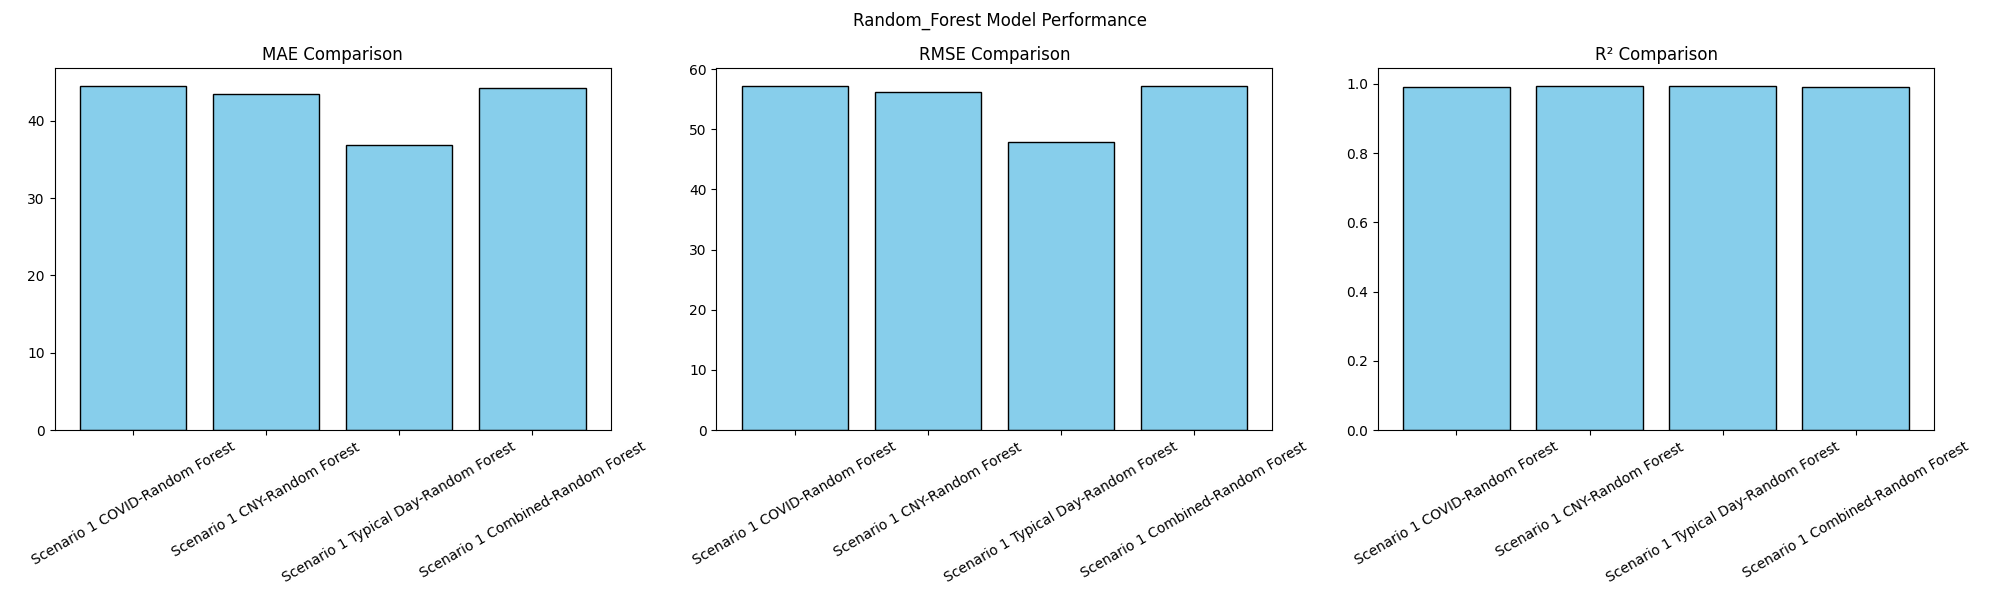 Random_Forest Model Performance
MAE Comparison
40
30
20
10
0
Scenario 1 COVID-Random Forest
Scenario 1 CNY-Random Forest
Scenario 1 Typical Day-Random Forest
Scenario 1 Combined-Random Forest
RMSE Comparison
60
50
40
30
20
10
0
Scenario 1 COVID-Random Forest
Scenario 1 CNY-Random Forest
Scenario 1 Typical Day-Random Forest
Scenario 1 Combined-Random Forest
R² Comparison
1.0
0.8
0.6
0.4
0.2
0.0
Scenario 1 COVID-Random Forest
Scenario 1 CNY-Random Forest
Scenario 1 Typical Day-Random Forest
Scenario 1 Combined-Random Forest